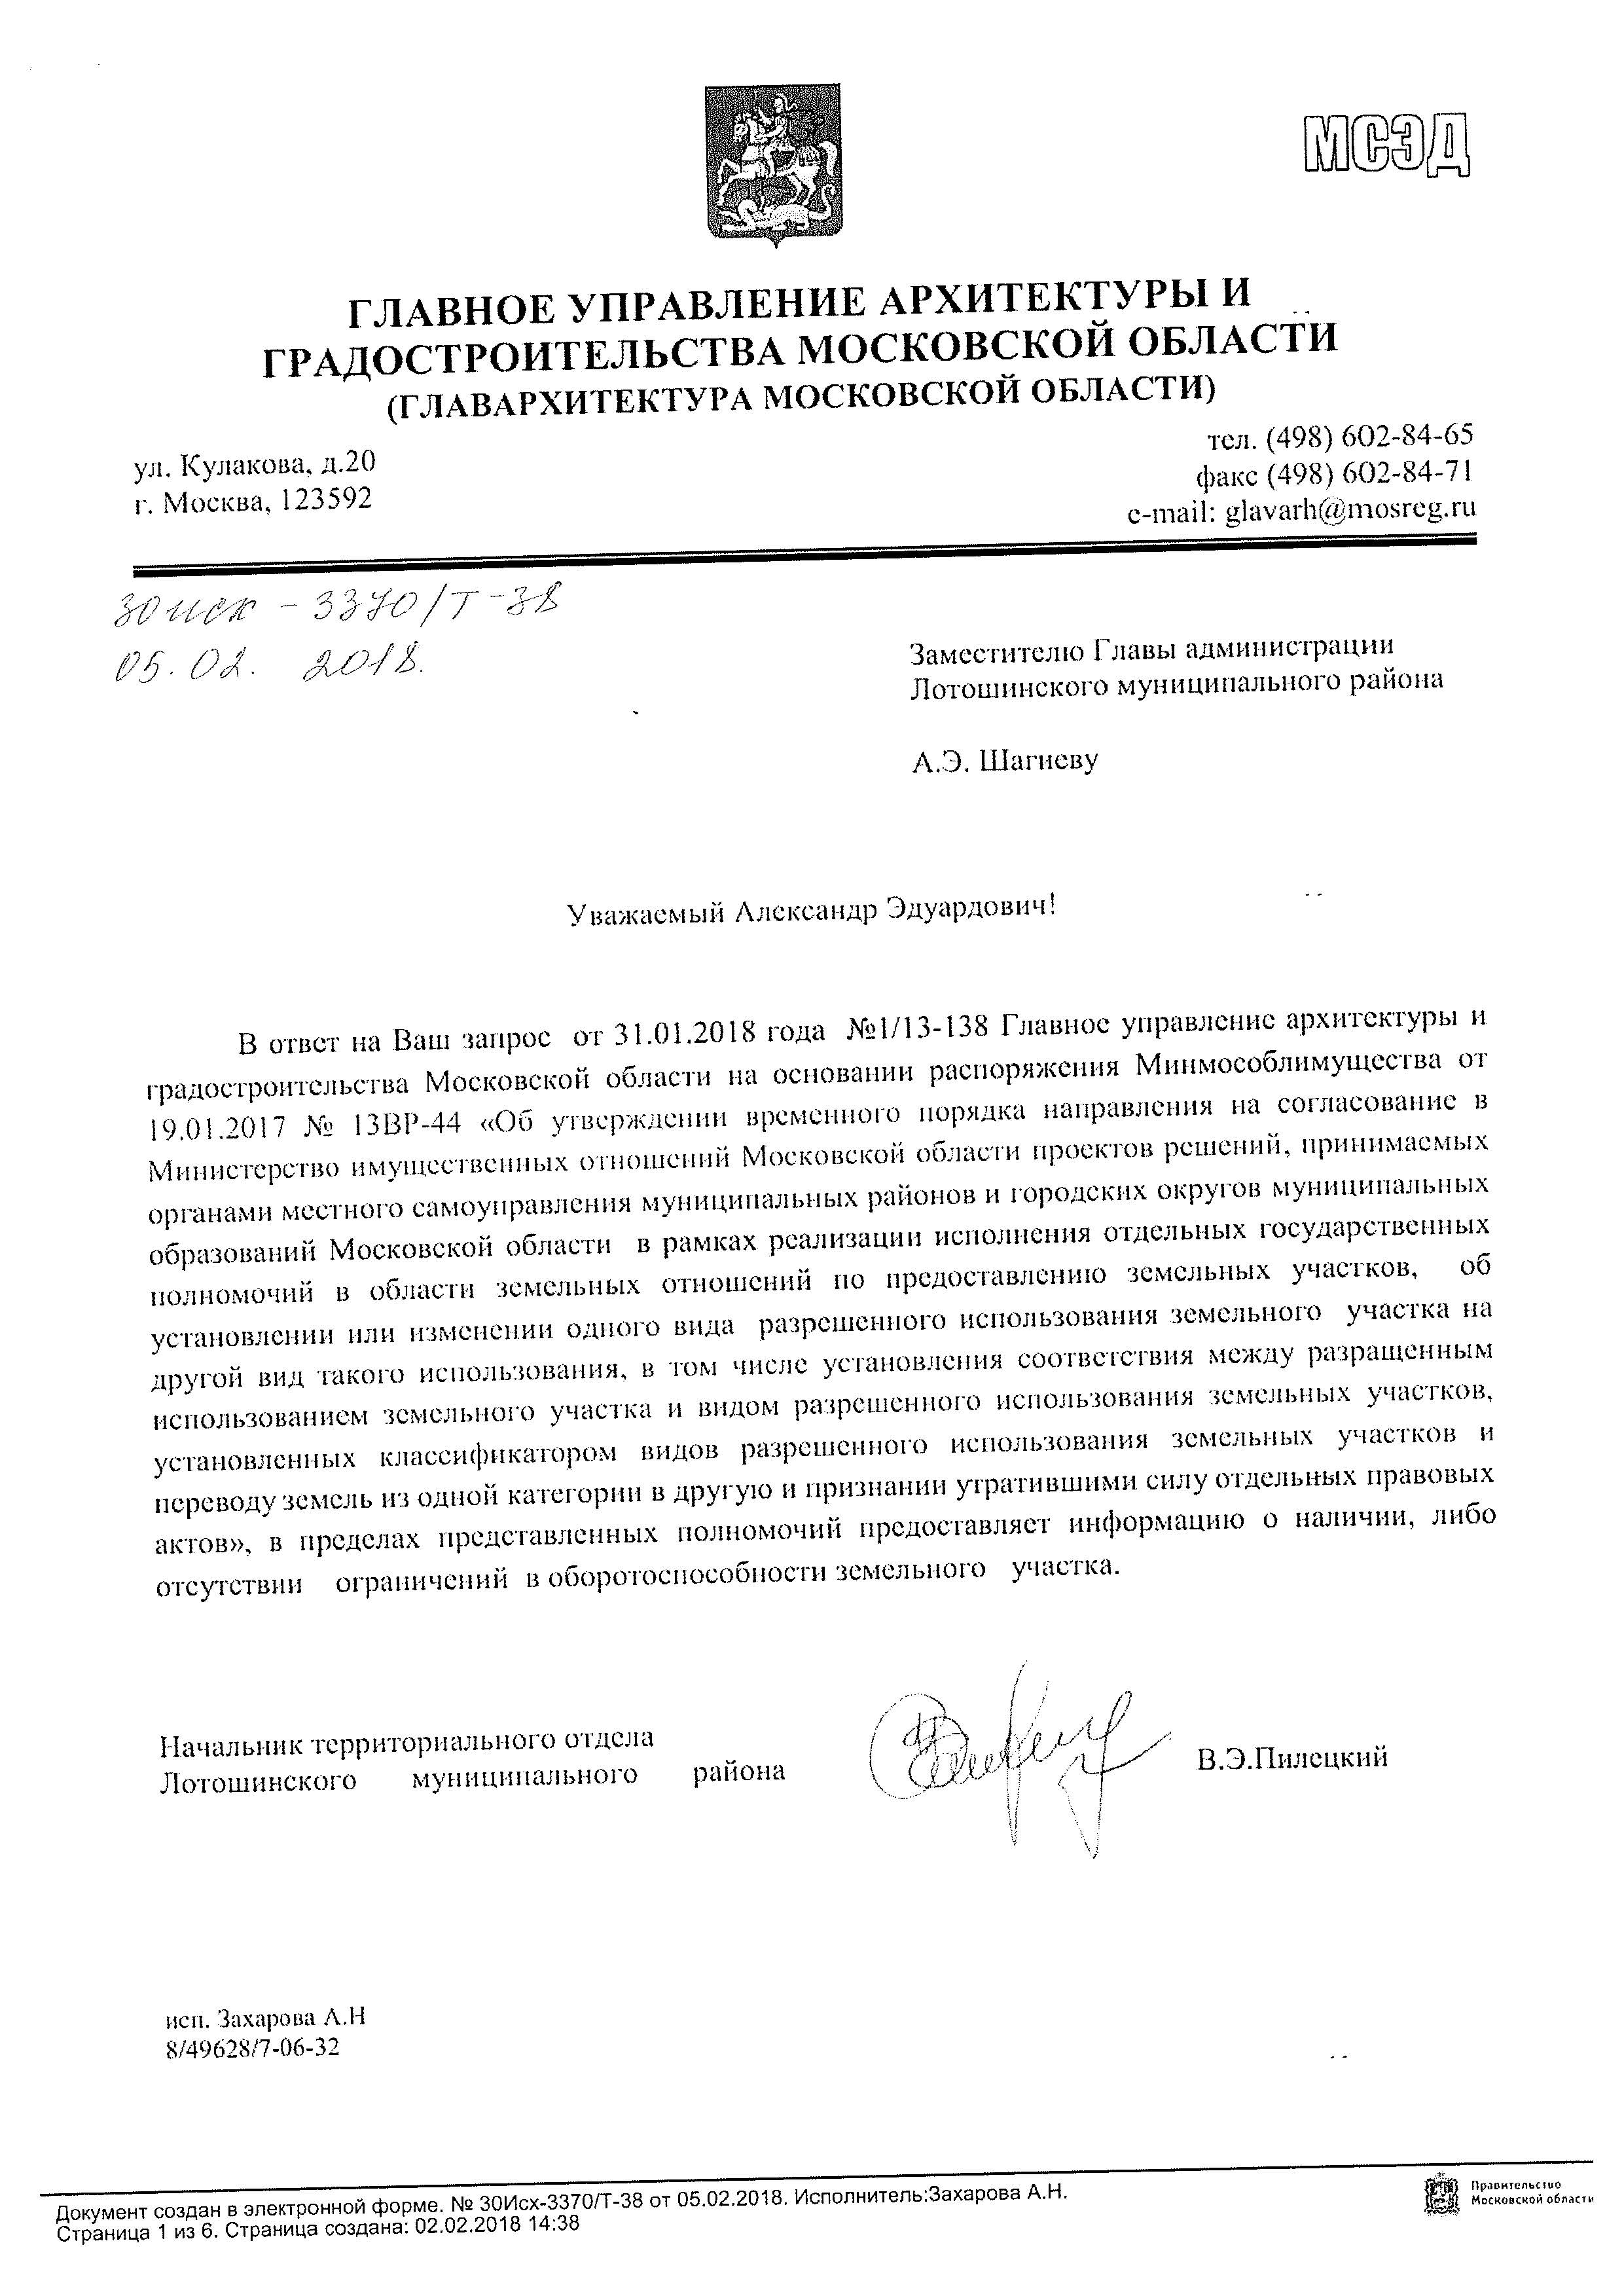 МСЭД
ГЛАВНОЕ УПРАВЛЕНИЕ АРХИТЕКТУРЫ И
ГРАДОСТРОИТЕЛЬСТВА МОСКОВСКОЙ ОБЛАСТИ
(ГЛАВАРХИТЕКТУРА МОСКОВСКОЙ ОБЛАСТИ)
ул. Кулакова, д.20
г. Москва, 123592
тел. (498) 602-84-65
факс (498) 602-84-71
e-mail: glavarh@mosreg.ru
30исх - 3370/Т-38
05.02. 2018.
Заместителю Главы администрации
Лотошинского муниципального района
А.Э. Шагиеву
Уважаемый Александр Эдуардович!
В ответ на Ваш запрос от 31.01.2018 года №1/13-138 Главное управление архитектуры и
градостроительства Московской области на основании распоряжения Минмособлимущества от
19.01.2017 № 13ВР-44 «Об утверждении временного порядка направления на согласование в
Министерство имущественных отношений Московской области проектов решений, принимаемых
органами местного самоуправления муниципальных районов и городских округов муниципальных
образований Московской области в рамках реализации исполнения отдельных государственных
полномочий в области земельных отношений по предоставлению земельных участков, об
установлении или изменении одного вида разрешенного использования земельного участка на
другой вид такого использования, в том числе установления соответствия между разращенным
использованием земельного участка и видом разрешенного использования земельных участков,
установленных классификатором видов разрешенного использования земельных участков и
переводу земель из одной категории в другую и признании утратившими силу отдельных правовых
актов», в пределах представленных полномочий предоставляет информацию о наличии, либо
отсутствии ограничений в оборотоспособности земельного участка.
Начальник территориального отдела
Лотошинского муниципального района
В.Э.Пилецкий
исп. Захарова А.Н
8/49628/7-06-32
Документ создан в электронной форме. № 30Исх-3370/Т-38 от 05.02.2018. Исполнитель:Захарова А.Н.
Страница 1 из 6. Страница создана: 02.02.2018 14:38
Правительство
Московской области